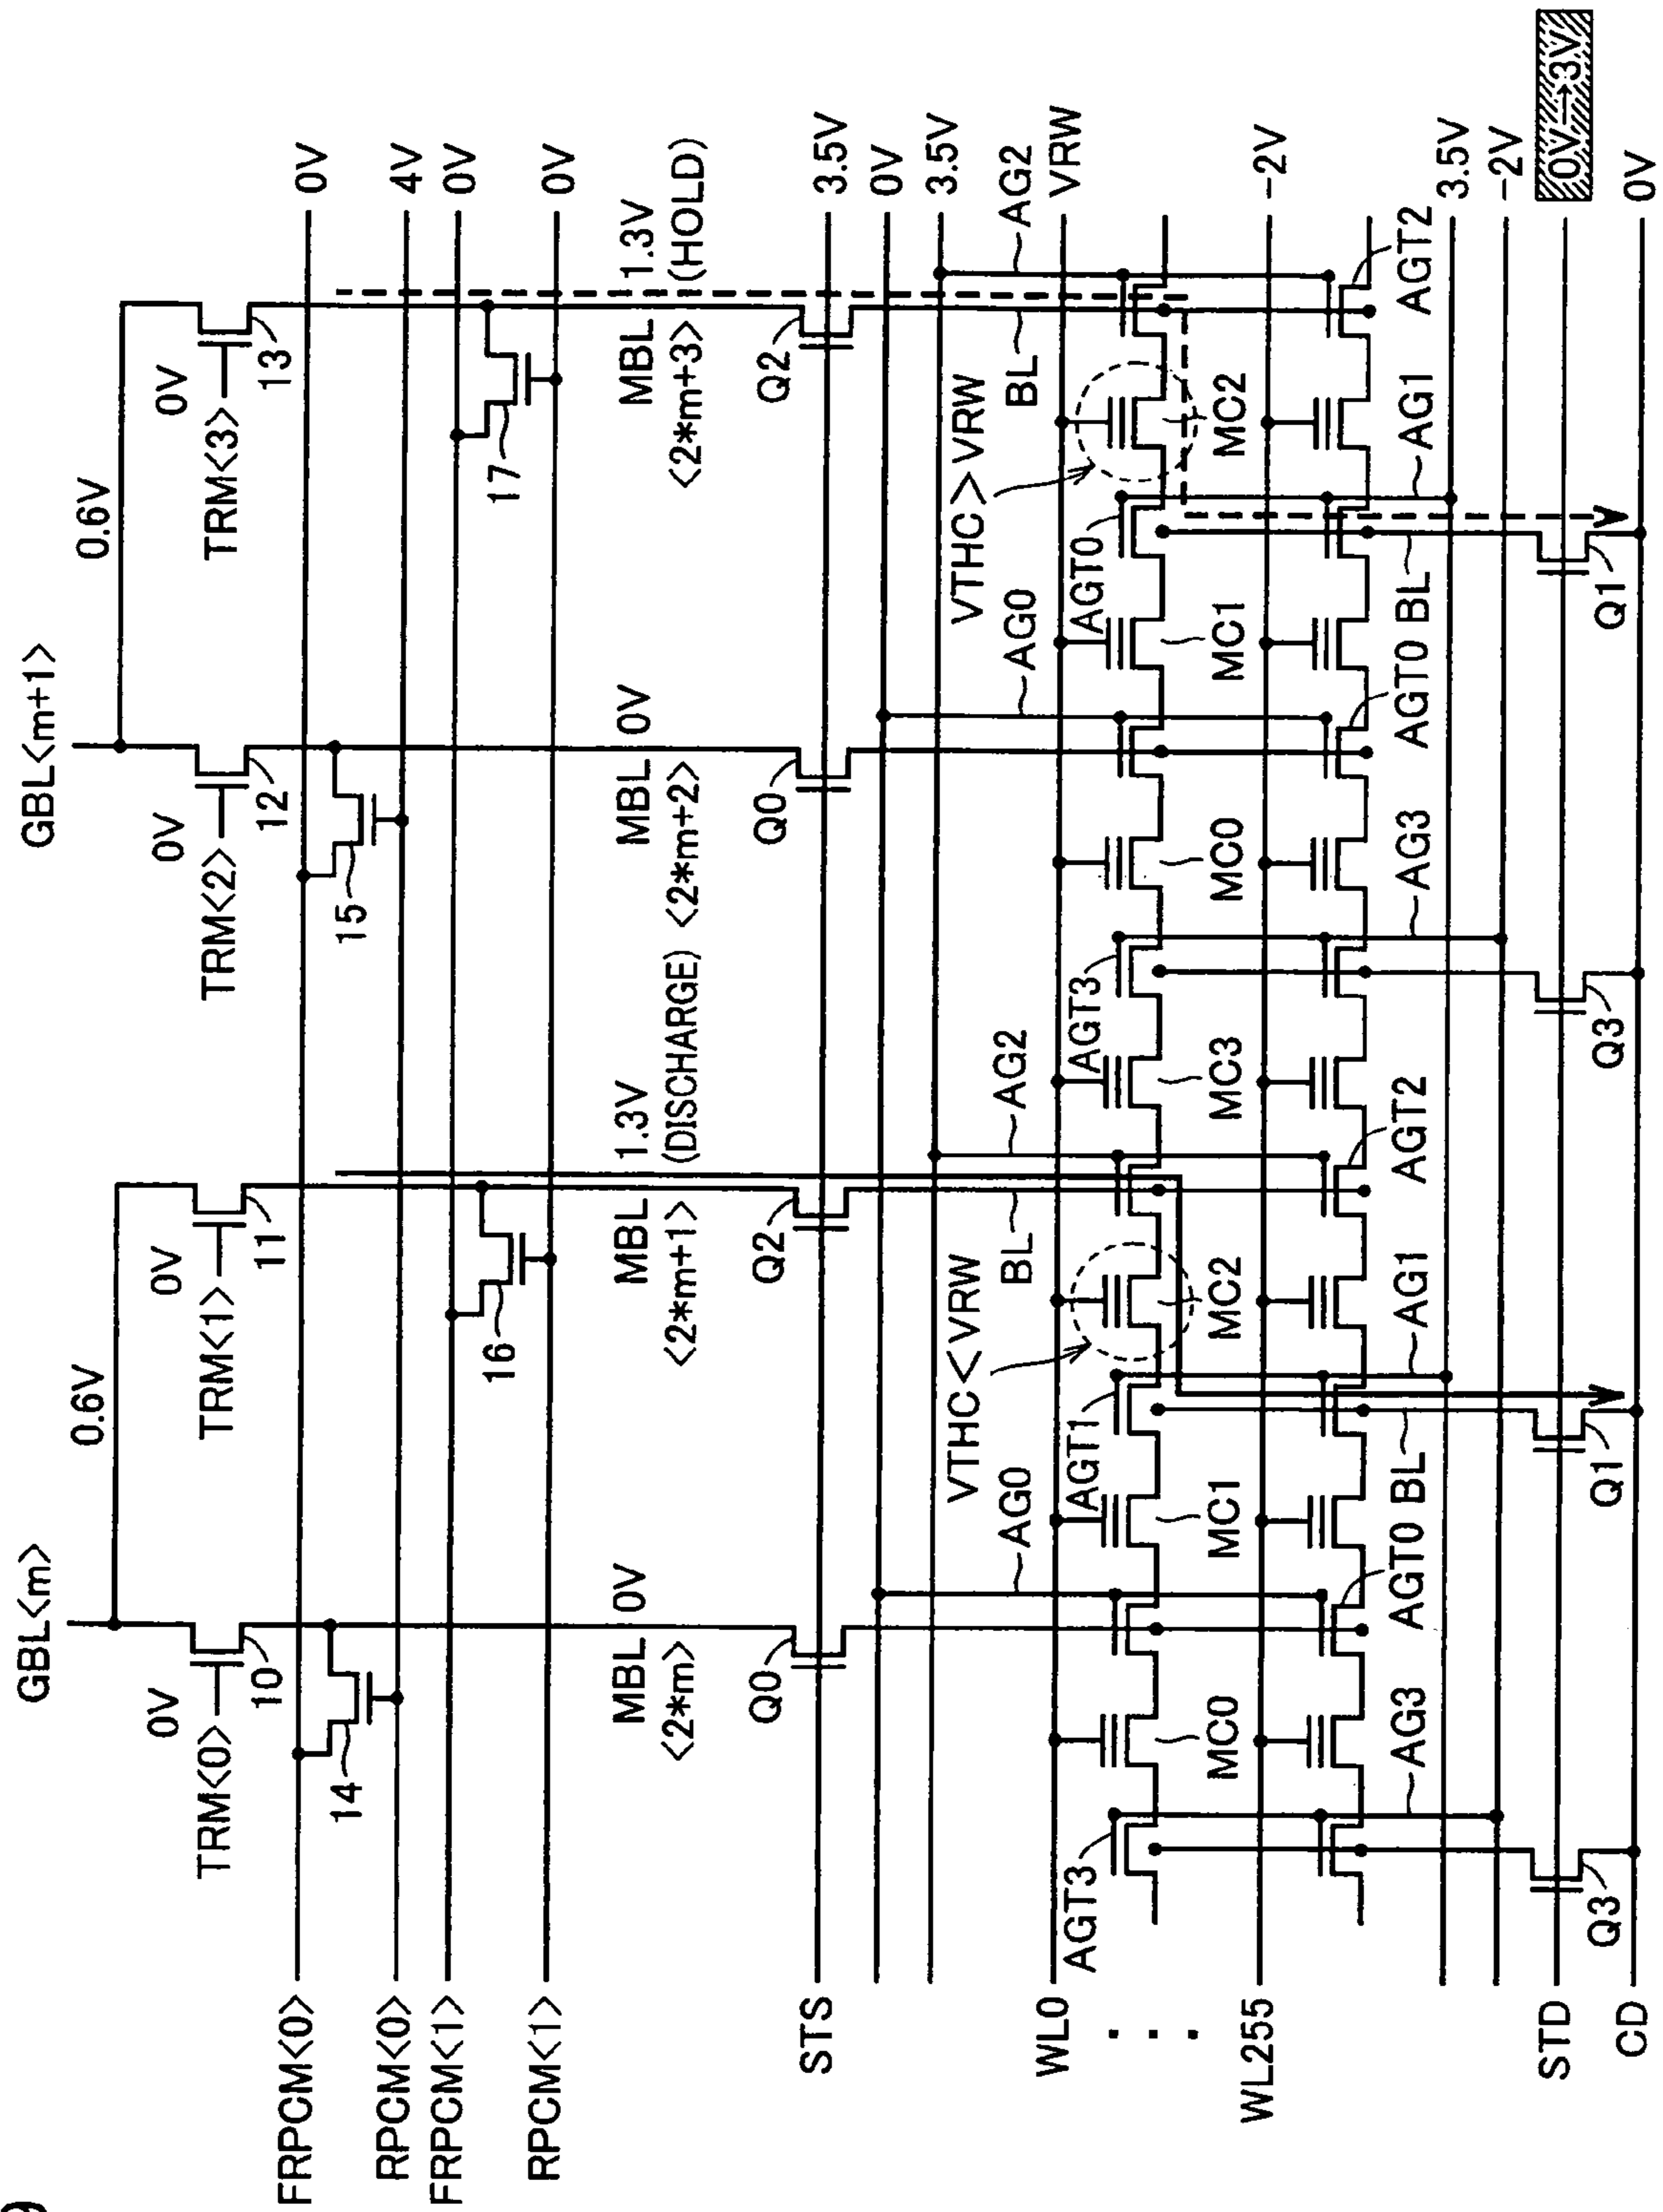 GBL<m>
GBL<m+1>
0.6V
0.6V
0V
TRM<0>
10
0V
TRM<1>
11
0V
TRM<2>
12
0V
TRM<3>
13
FRPCM<0>
0V
14
15
RPCM<0>
4V
FRPCM<1>
0V
16
17
RPCM<1>
0V
MBL 0V
<2*m>
MBL 1.3V
<2*m+1> (DISCHARGE)
MBL 0V
<2*m+2>
MBL 1.3V
<2*m+3> (HOLD)
Q0
Q2
Q0
Q2
STS
3.5V
0V
3.5V
VTHC<VRW
AG0
BL
AG2
VTHC>VRW
AG0
BL
AG2
WL0
VRW
AGT3
AGT1
AGT3
AGT0
MC0
MC1
MC2
MC3
MC0
MC1
MC2
WL255
-2V
AG3
AGT0
BL
AG1
AGT2
AG3
AGT0
BL
AG1
AGT2
3.5V
-2V
STD
0V→3V
Q3
Q1
Q3
Q1
CD
0V
9